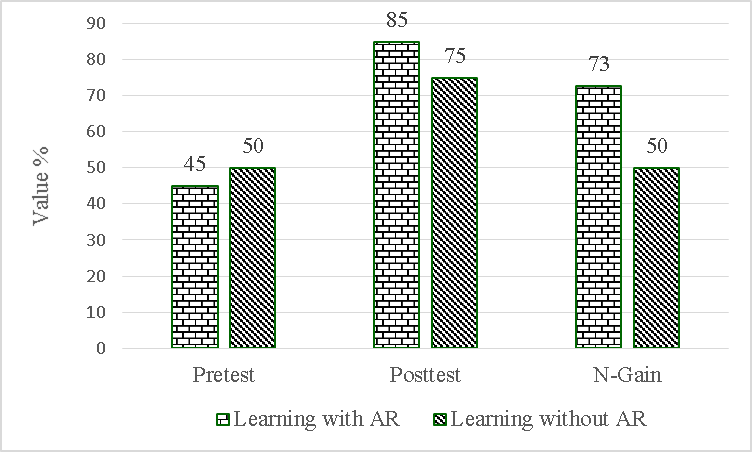 Value %
90
80
70
60
50
40
30
20
10
0
45
50
85
75
73
50
Pretest
Posttest
N-Gain
Learning with AR
Learning without AR